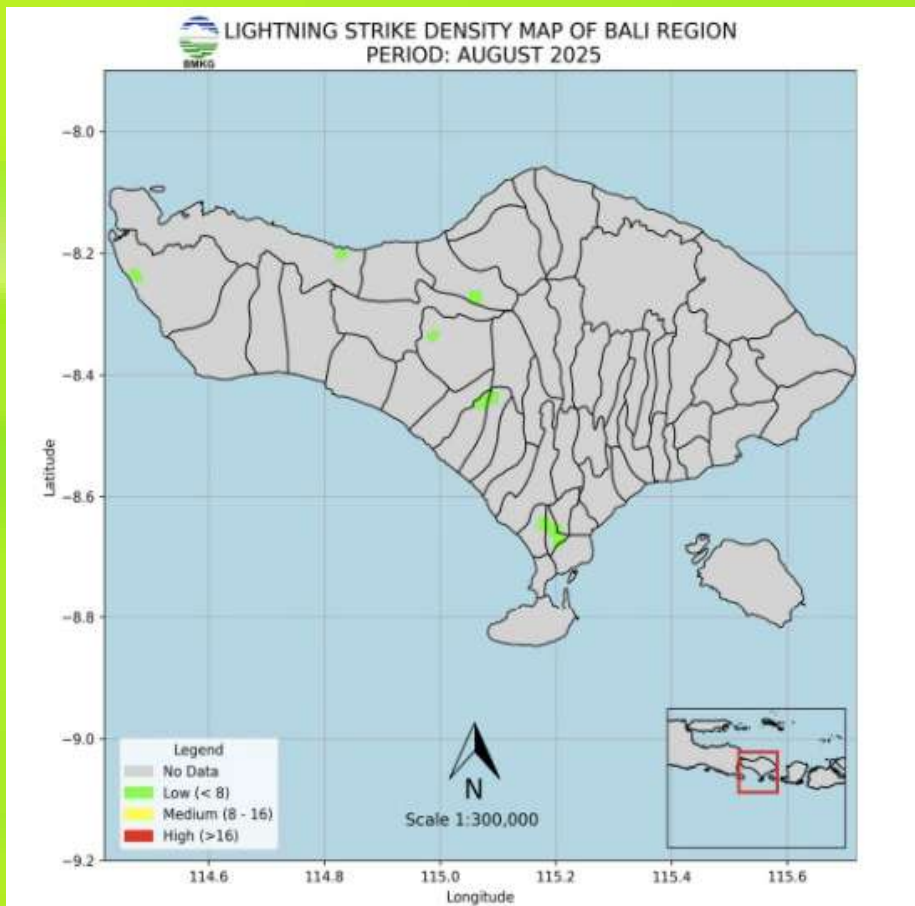 LIGHTNING STRIKE DENSITY MAP OF BALI REGION
PERIOD: AUGUST 2025
BMKG
−8.0
−8.2
−8.4
−8.6
−8.8
−9.0
−9.2
Latitude
Legend
No Data
Low (< 8)
Medium (8 - 16)
High (>16)
N
Scale 1:300,000
114.6
114.8
115.0
115.2
115.4
115.6
Longitude